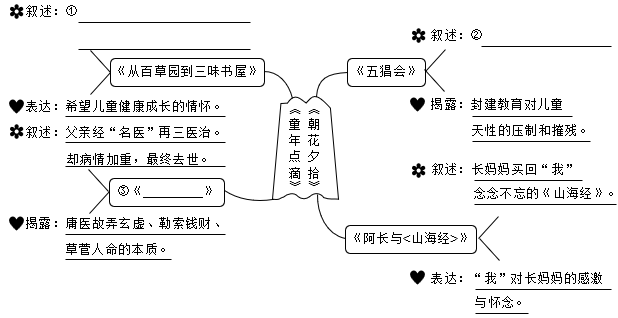 叙述:①
《从百草园到三味书屋》
表达:希望儿童健康成长的情怀。
叙述:父亲经“名医”再三医治。
却病情加重,最终去世。
③《 》
揭露:庸医故弄玄虚、勒索钱财、
草菅人命的本质。
《朝花夕拾》
《童年点滴》
叙述:②
《五猖会》
揭露:封建教育对儿童
天性的压制和摧残。
叙述:长妈妈买回“我”
念念不忘的《山海经》。
《阿长与<山海经>》
表达:“我”对长妈妈的感激
与怀念。